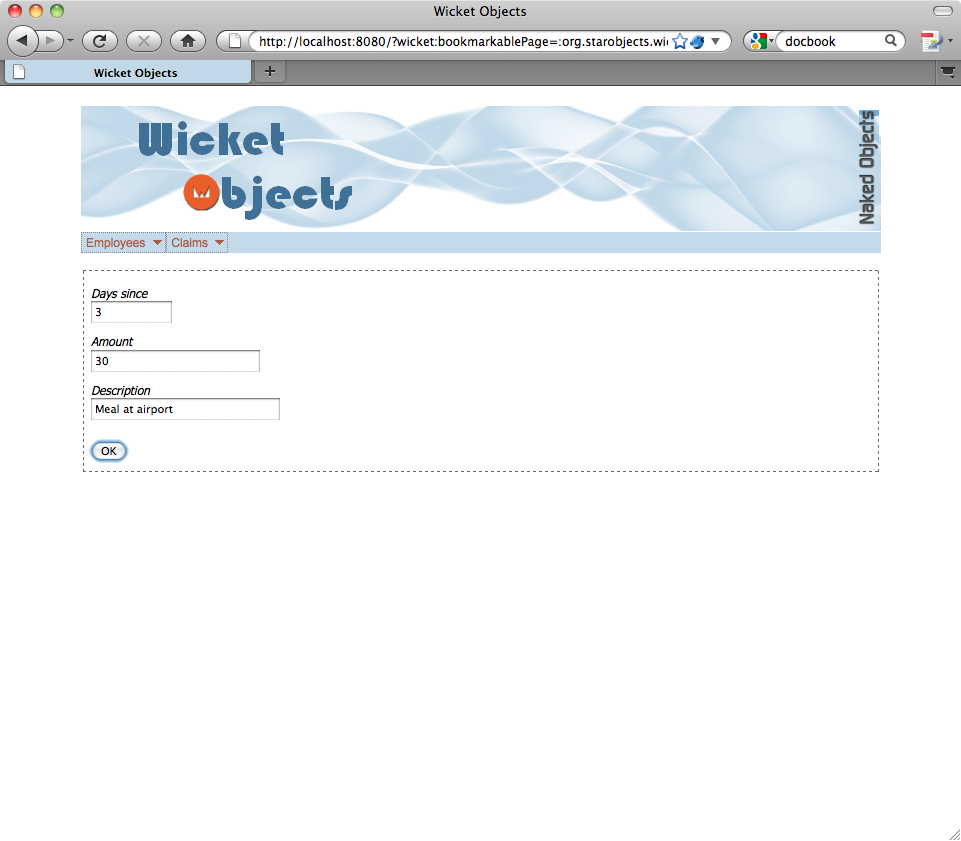 Wicket Objects
http://localhost:8080/?wicket:bookmarkablePage=:org.starobjects.wi
docbook
Wicket Objects
Wicket
Objects
Naked Objects
Employees
Claims
Days since
3
Amount
30
Description
Meal at airport
OK